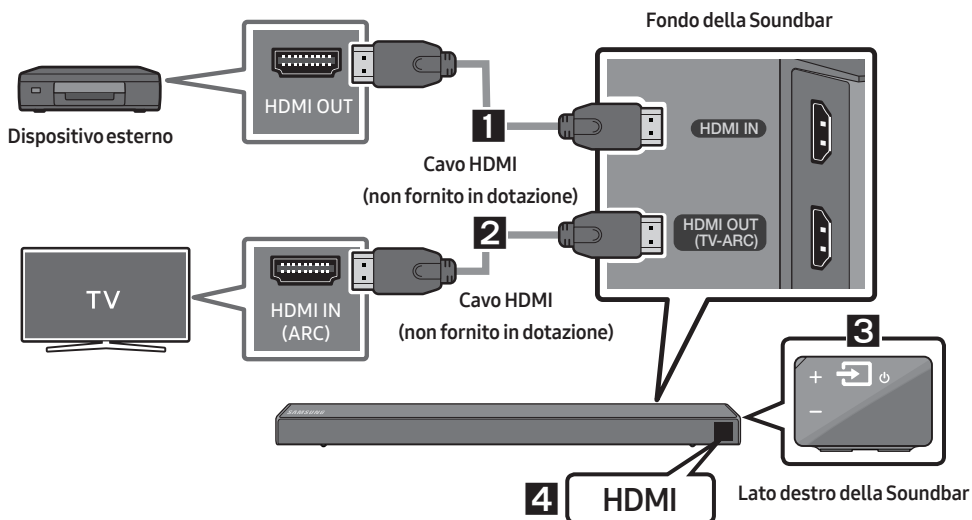 Fondo della Soundbar
HDMI OUT
Dispositivo esterno
1
HDMI IN
Cavo HDMI
(non fornito in dotazione)
2
HDMI OUT
(TV-ARC)
TV
HDMI IN
(ARC)
Cavo HDMI
(non fornito in dotazione)
3
+
−
SAMSUNG
4
HDMI
Lato destro della Soundbar